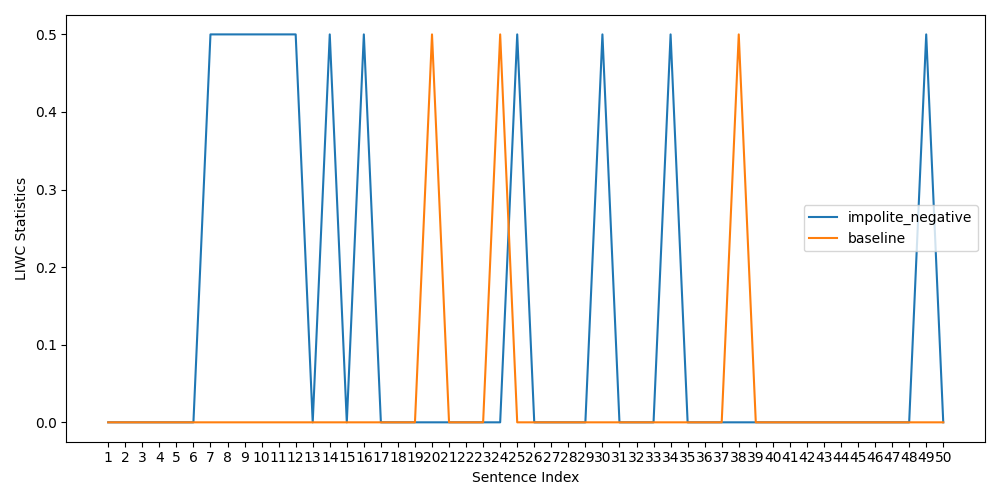 0.5
0.4
0.3
0.2
0.1
0.0
LIWC Statistics
impolite_negative
baseline
1 2 3 4 5 6 7 8 9 10 11 12 13 14 15 16 17 18 19 20 21 22 23 24 25 26 27 28 29 30 31 32 33 34 35 36 37 38 39 40 41 42 43 44 45 46 47 48 49 50
Sentence Index